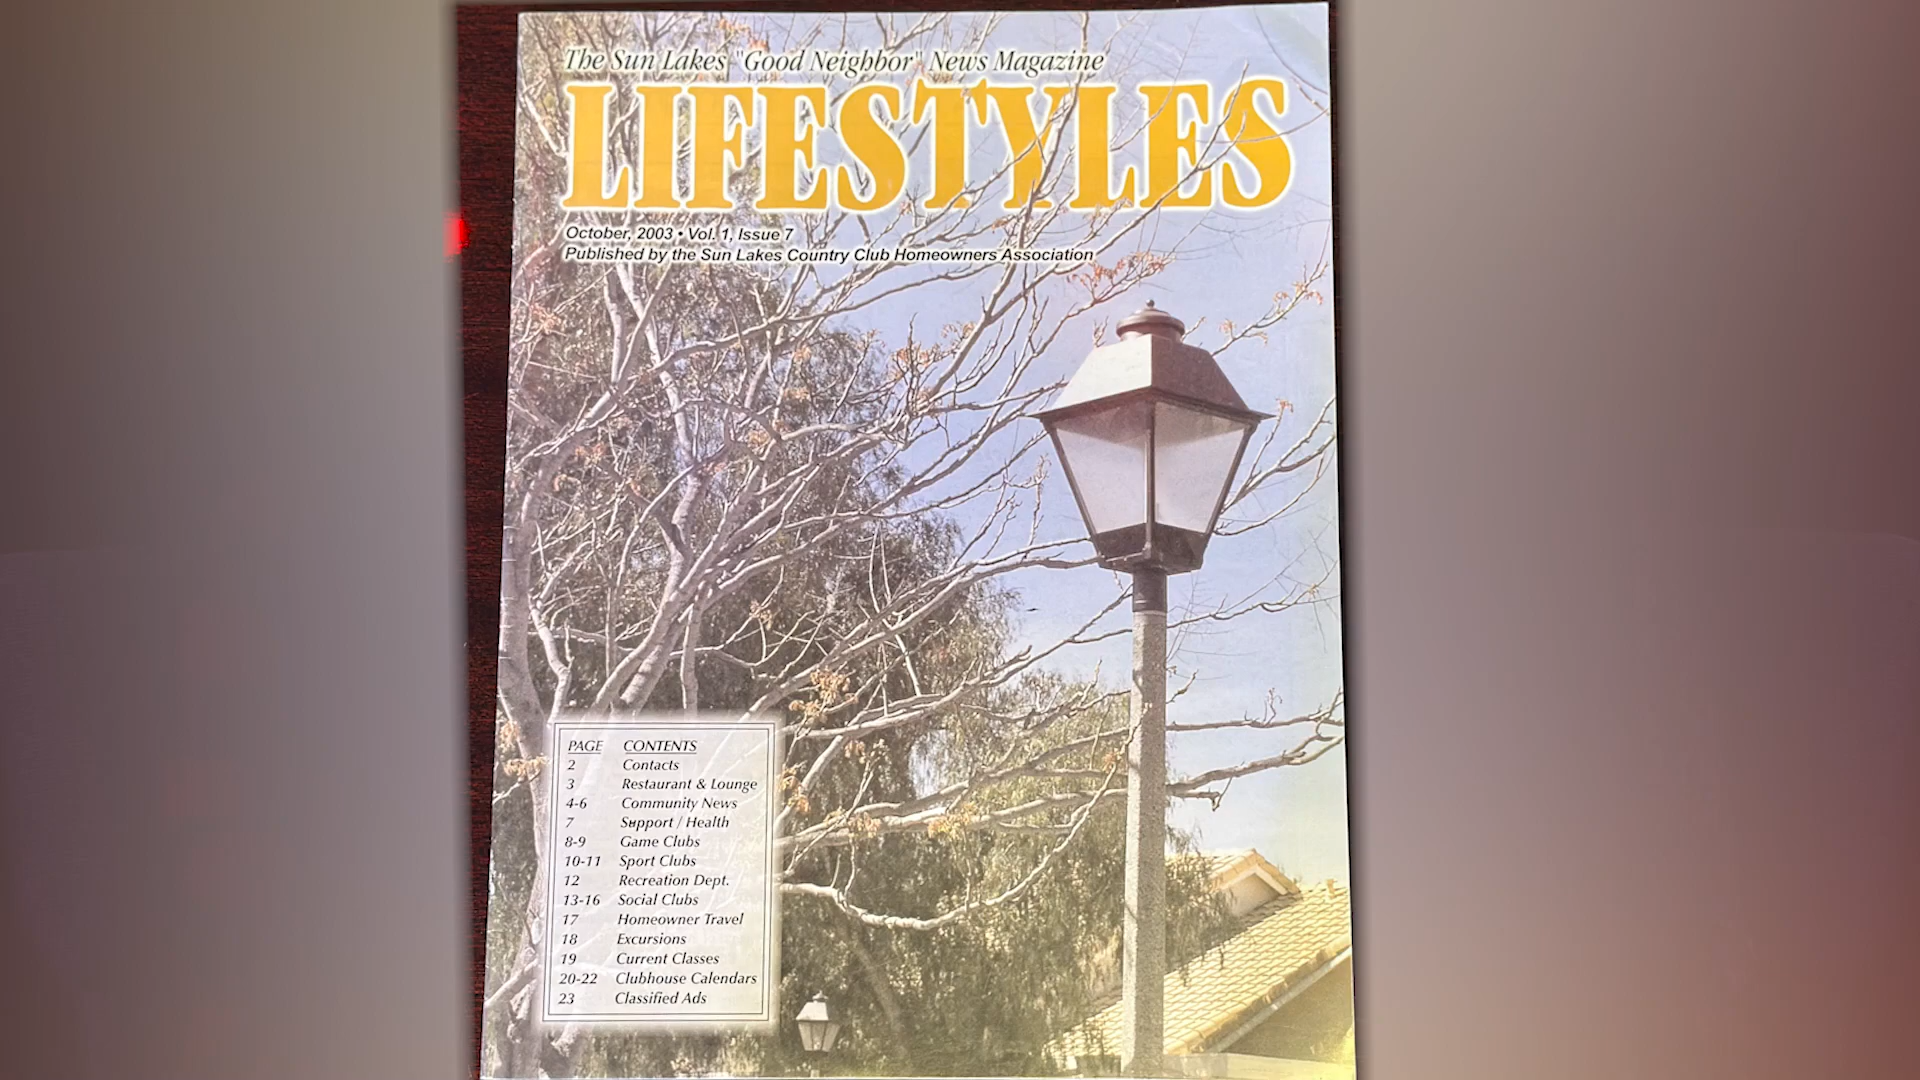 The Sun Lakes "Good Neighbor" News Magazine
LIFESTYLES
October, 2003 • Vol. 1, Issue 7
Published by the Sun Lakes Country Club Homeowners Association
PAGE CONTENTS
2 Contacts
3 Restaurant & Lounge
4-6 Community News
7 Support / Health
8-9 Game Clubs
10-11 Sport Clubs
12 Recreation Dept.
13-16 Social Clubs
17 Homeowner Travel
18 Excursions
19 Current Classes
20-22 Clubhouse Calendars
23 Classified Ads